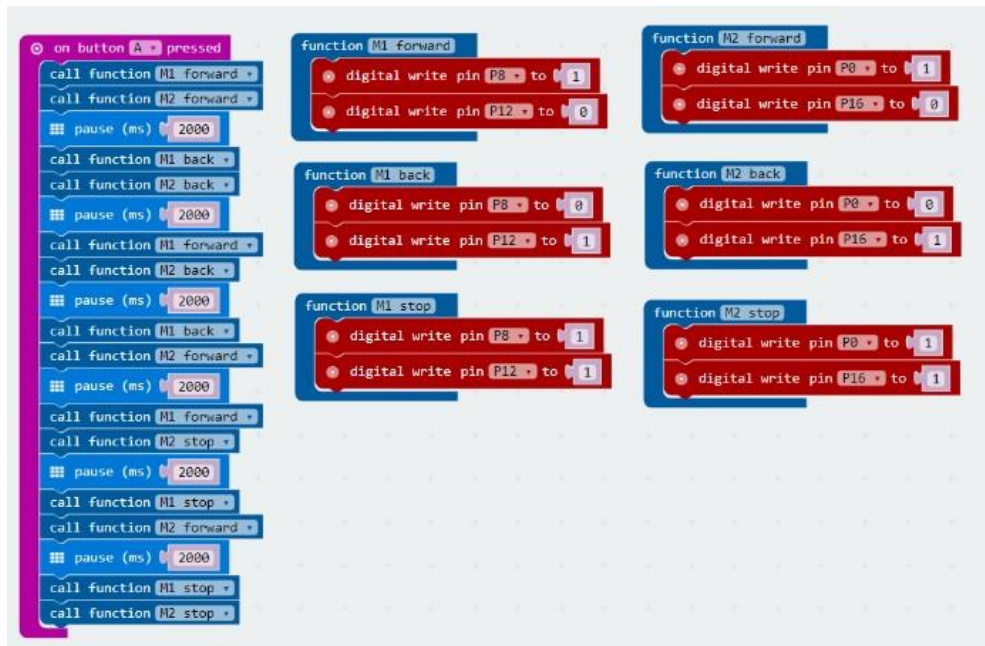 on button A pressed
call function M1 forward
call function M2 forward
pause (ms) 2000
call function M1 back
call function M2 back
pause (ms) 2000
call function M1 forward
call function M2 back
pause (ms) 2000
call function M1 back
call function M2 forward
pause (ms) 2000
call function M1 forward
call function M2 stop
pause (ms) 2000
call function M1 stop
call function M2 forward
pause (ms) 2000
call function M1 stop
call function M2 stop
function M1 forward
digital write pin P8 to 1
digital write pin P12 to 0
function M1 back
digital write pin P8 to 0
digital write pin P12 to 1
function M1 stop
digital write pin P8 to 1
digital write pin P12 to 1
function M2 forward
digital write pin P0 to 1
digital write pin P16 to 0
function M2 back
digital write pin P0 to 0
digital write pin P16 to 1
function M2 stop
digital write pin P0 to 1
digital write pin P16 to 1